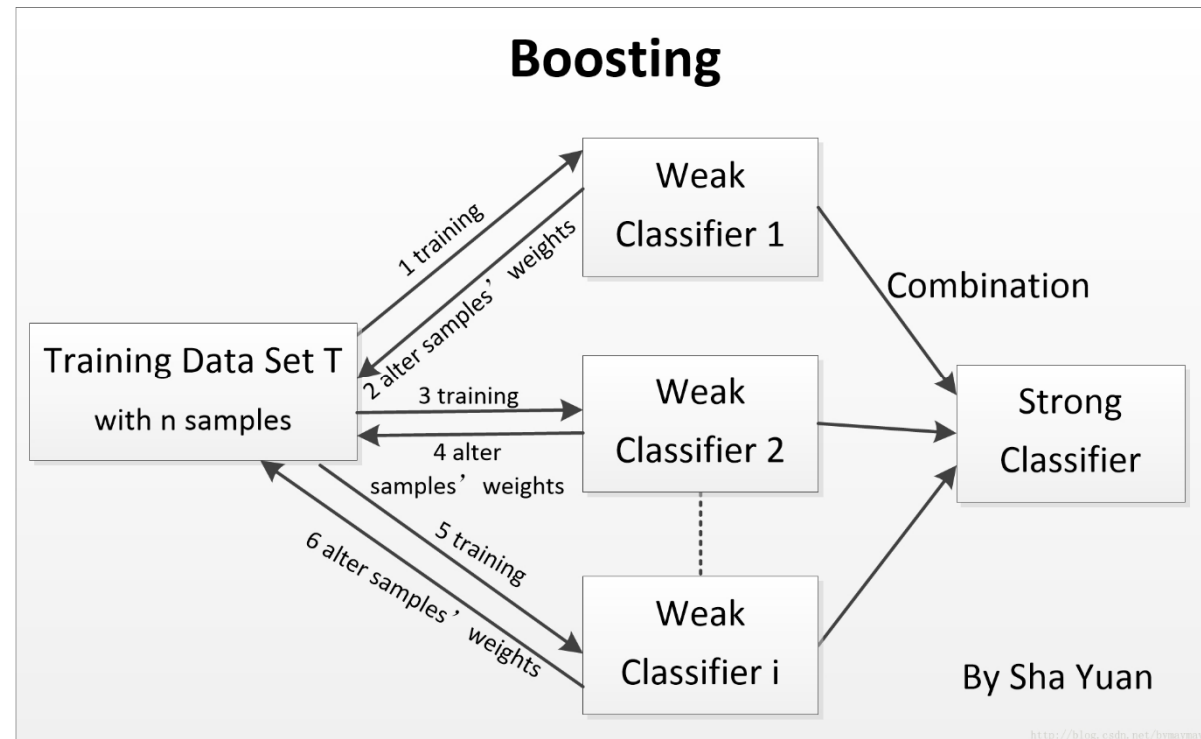 Boosting
Weak
Classifier 1
1 training
2 alter samples’ weights
Combination
Training Data Set T
with n samples
3 training
4 alter
samples’ weights
Weak
Classifier 2
Strong
Classifier
5 training
6 alter samples’ weights
Weak
Classifier i
By Sha Yuan